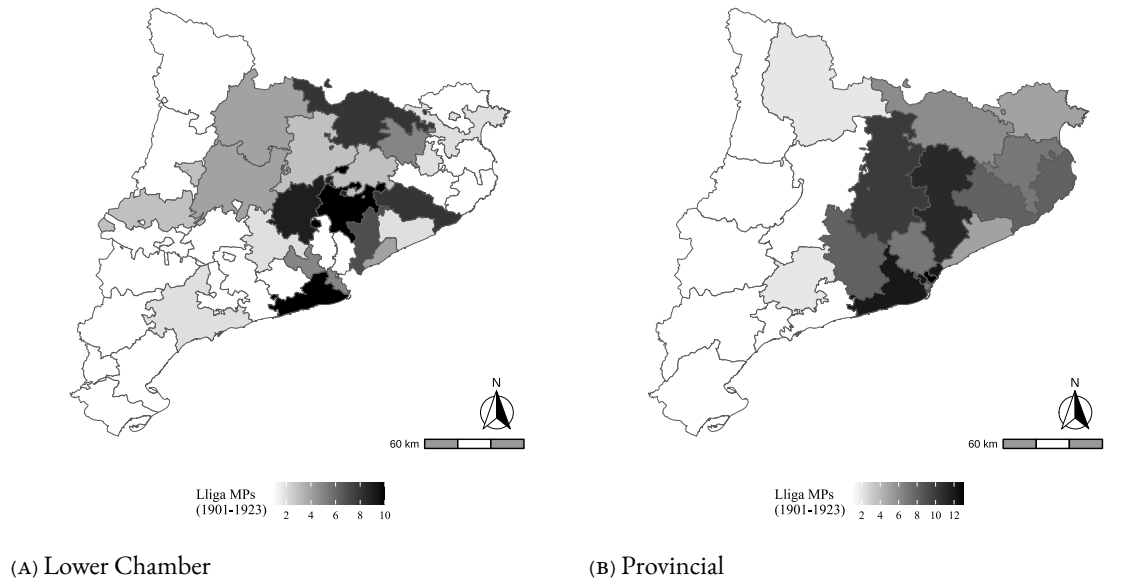 N
60 km
Lliga MPs
(1901-1923)
2 4 6 8 10
(A) Lower Chamber
N
60 km
Lliga MPs
(1901-1923)
2 4 6 8 10 12
(B) Provincial